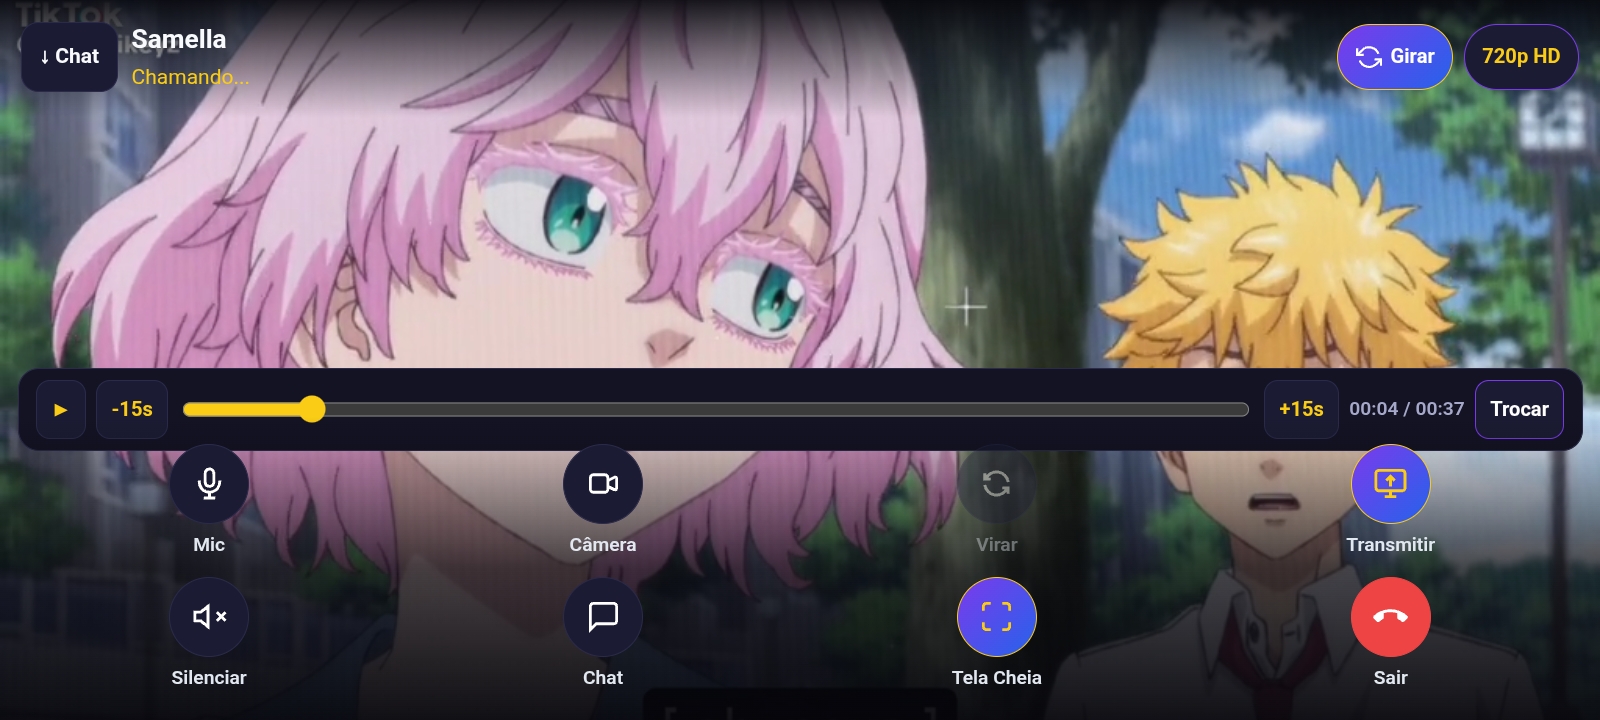 TikTok
↓ Chat
Samella
Chamando...
Girar
720p HD
-15s
+15s
00:04 / 00:37
Trocar
Mic
Câmera
Virar
Transmitir
Silenciar
Chat
Tela Cheia
Sair